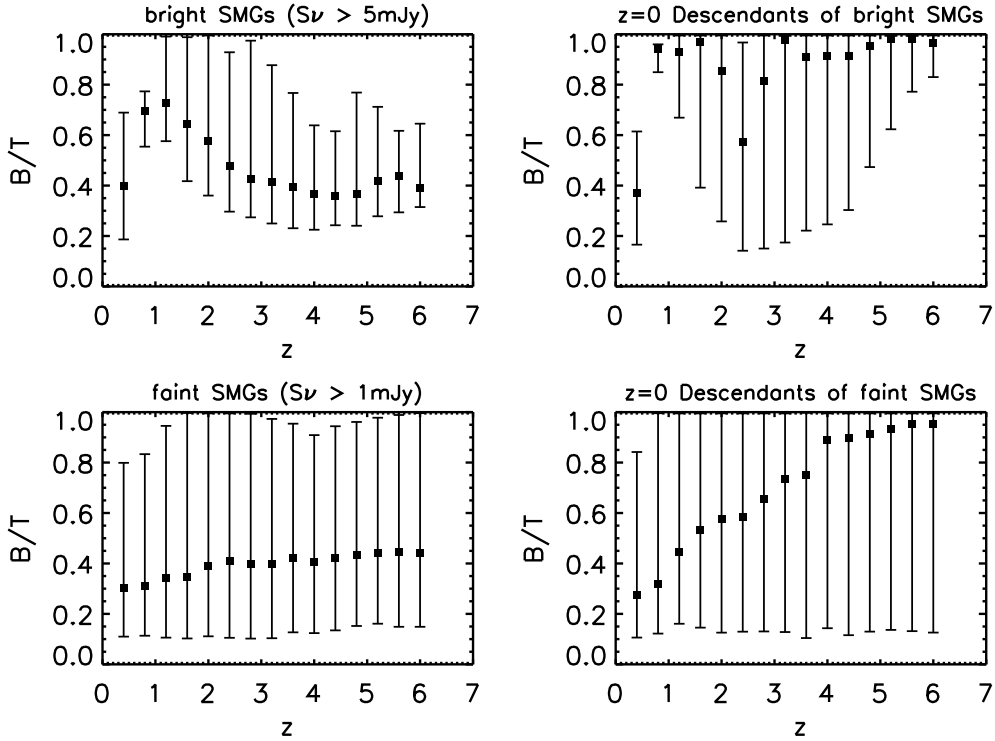 bright SMGs (Sν > 5mJy)
1.0
0.8
0.6
0.4
0.2
0.0
B/T
0 1 2 3 4 5 6 7
z
z=0 Descendants of bright SMGs
1.0
0.8
0.6
0.4
0.2
0.0
B/T
0 1 2 3 4 5 6 7
z
faint SMGs (Sν > 1mJy)
1.0
0.8
0.6
0.4
0.2
0.0
B/T
0 1 2 3 4 5 6 7
z
z=0 Descendants of faint SMGs
1.0
0.8
0.6
0.4
0.2
0.0
B/T
0 1 2 3 4 5 6 7
z